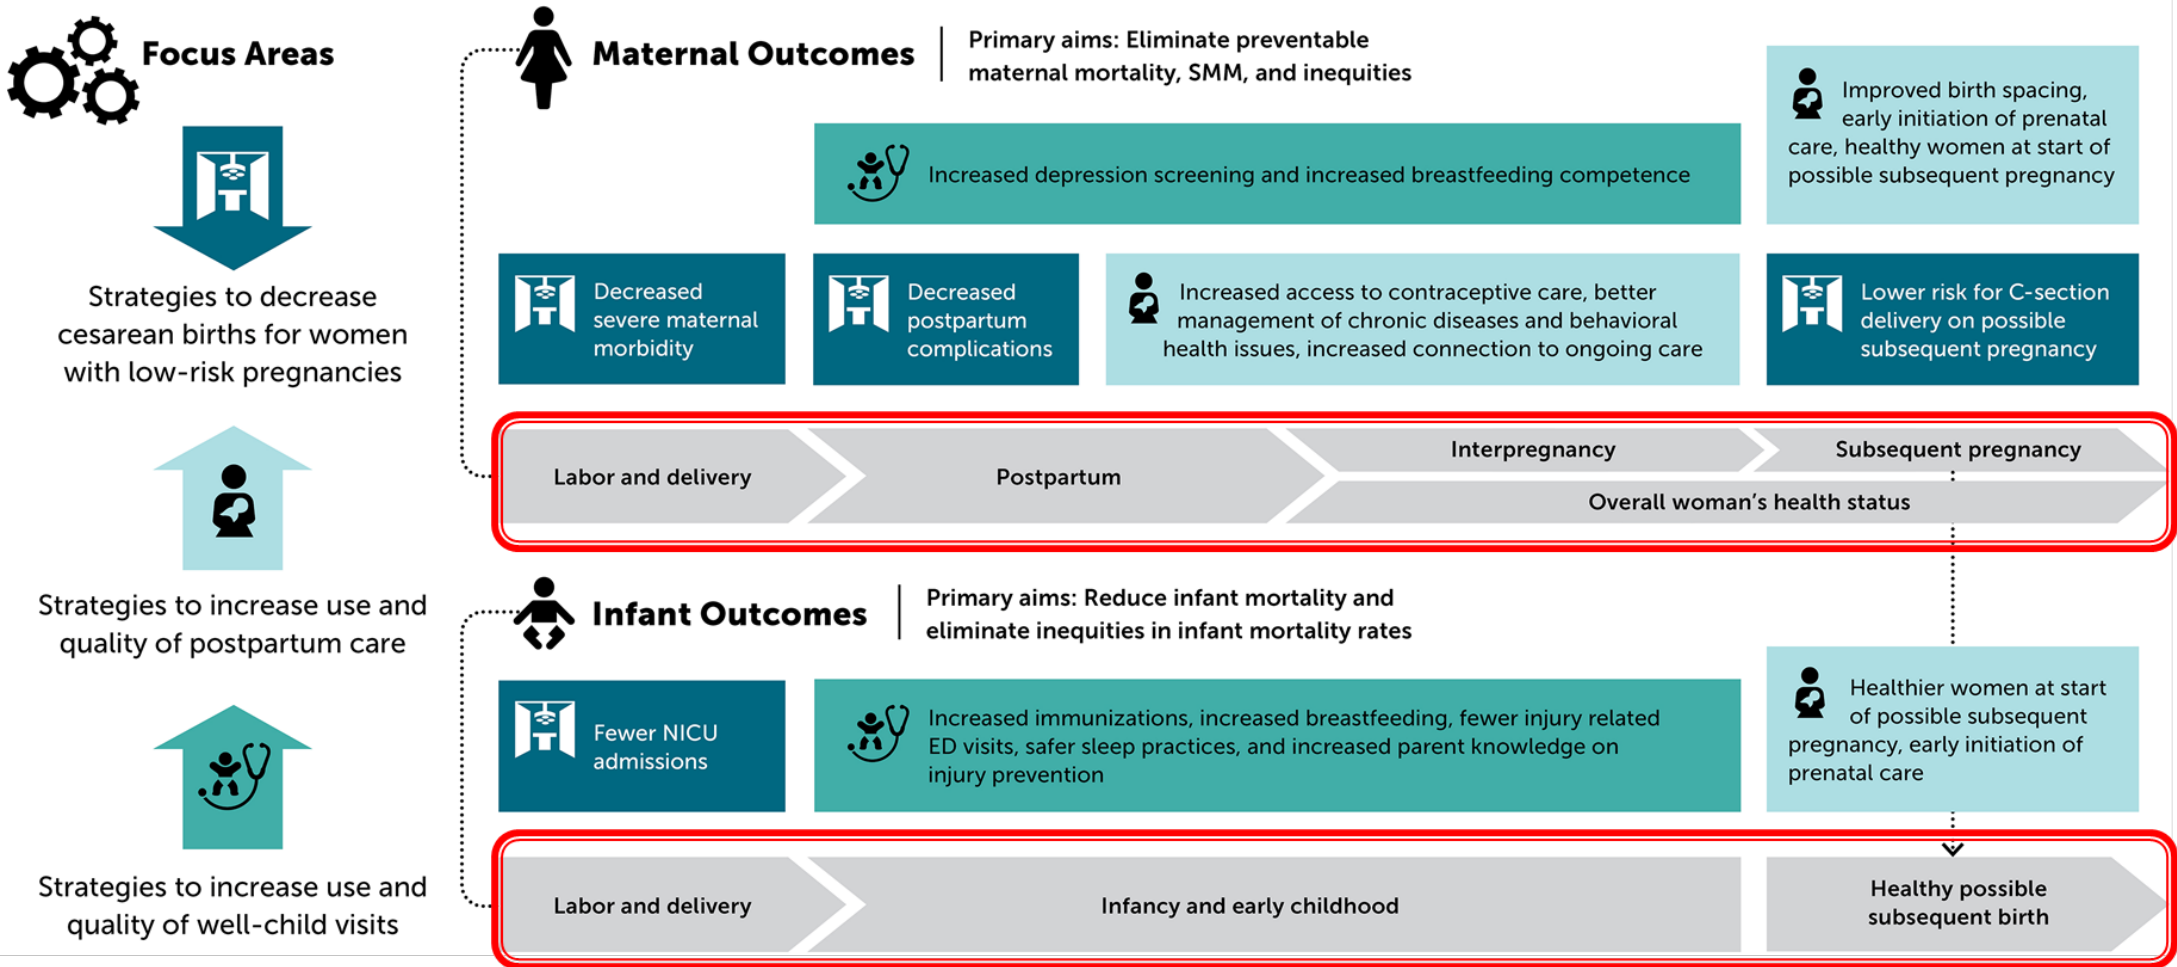 Focus Areas
Strategies to decrease
cesarean births for women
with low-risk pregnancies
Strategies to increase use and
quality of postpartum care
Strategies to increase use and
quality of well-child visits
Maternal Outcomes
Primary aims: Eliminate preventable
maternal mortality, SMM, and inequities
Increased depression screening and increased breastfeeding competence
Improved birth spacing,
early initiation of prenatal
care, healthy women at start of
possible subsequent pregnancy
Decreased
severe maternal
morbidity
Decreased
postpartum
complications
Increased access to contraceptive care, better
management of chronic diseases and behavioral
health issues, increased connection to ongoing care
Lower risk for C-section
delivery on possible
subsequent pregnancy
Labor and delivery
Postpartum
Interpregnancy
Subsequent pregnancy
Overall woman's health status
Infant Outcomes
Primary aims: Reduce infant mortality and
eliminate inequities in infant mortality rates
Fewer NICU
admissions
Increased immunizations, increased breastfeeding, fewer injury related
ED visits, safer sleep practices, and increased parent knowledge on
injury prevention
Healthier women at start
of possible subsequent
pregnancy, early initiation of
prenatal care
Labor and delivery
Infancy and early childhood
Healthy possible
subsequent birth